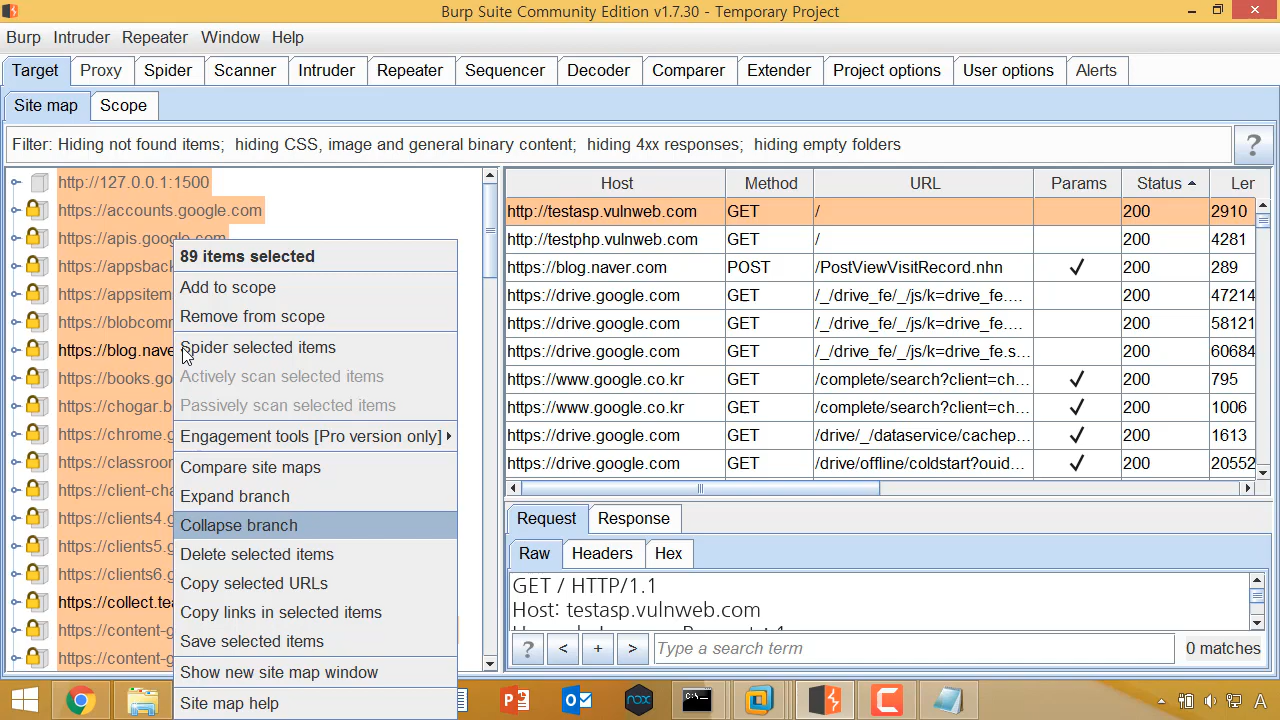 Burp Suite Community Edition v1.7.30 - Temporary Project
Burp Intruder Repeater Window Help
Target Proxy Spider Scanner Intruder Repeater Sequencer Decoder Comparer Extender Project options User options Alerts
Site map Scope
Filter: Hiding not found items; hiding CSS, image and general binary content; hiding 4xx responses; hiding empty folders ?
http://127.0.0.1:1500
https://accounts.google.com
https://apis.google.com
https://appsback
https://appsitem
https://blobcomm
https://blog.nave
https://books.go
https://chogar.b
https://chrome.g
https://classroom
https://client-cha
https://clients4.g
https://clients5.g
https://clients6.g
https://collect.tea
https://content-g
https://content-g
89 items selected
Add to scope
Remove from scope
Spider selected items
Actively scan selected items
Passively scan selected items
Engagement tools [Pro version only]
Compare site maps
Expand branch
Collapse branch
Delete selected items
Copy selected URLs
Copy links in selected items
Save selected items
Show new site map window
Site map help
Host Method URL Params Status Ler
http://testasp.vulnweb.com GET / 200 2910
http://testphp.vulnweb.com GET / 200 4281
https://blog.naver.com POST /PostViewVisitRecord.nhn ✓ 200 289
https://drive.google.com GET /_/drive_fe/_/js/k=drive_fe.... 200 47214
https://drive.google.com GET /_/drive_fe/_/js/k=drive_fe.... 200 58121
https://drive.google.com GET /_/drive_fe/_/js/k=drive_fe.s... 200 60684
https://www.google.co.kr GET /complete/search?client=ch... ✓ 200 795
https://www.google.co.kr GET /complete/search?client=ch... ✓ 200 1006
https://drive.google.com GET /drive/_/dataservice/cachep... ✓ 200 1613
https://drive.google.com GET /drive/offline/coldstart?ouid... ✓ 200 20552
Request Response
Raw Headers Hex
GET / HTTP/1.1
Host: testasp.vulnweb.com
? < + > Type a search term 0 matches
nox A